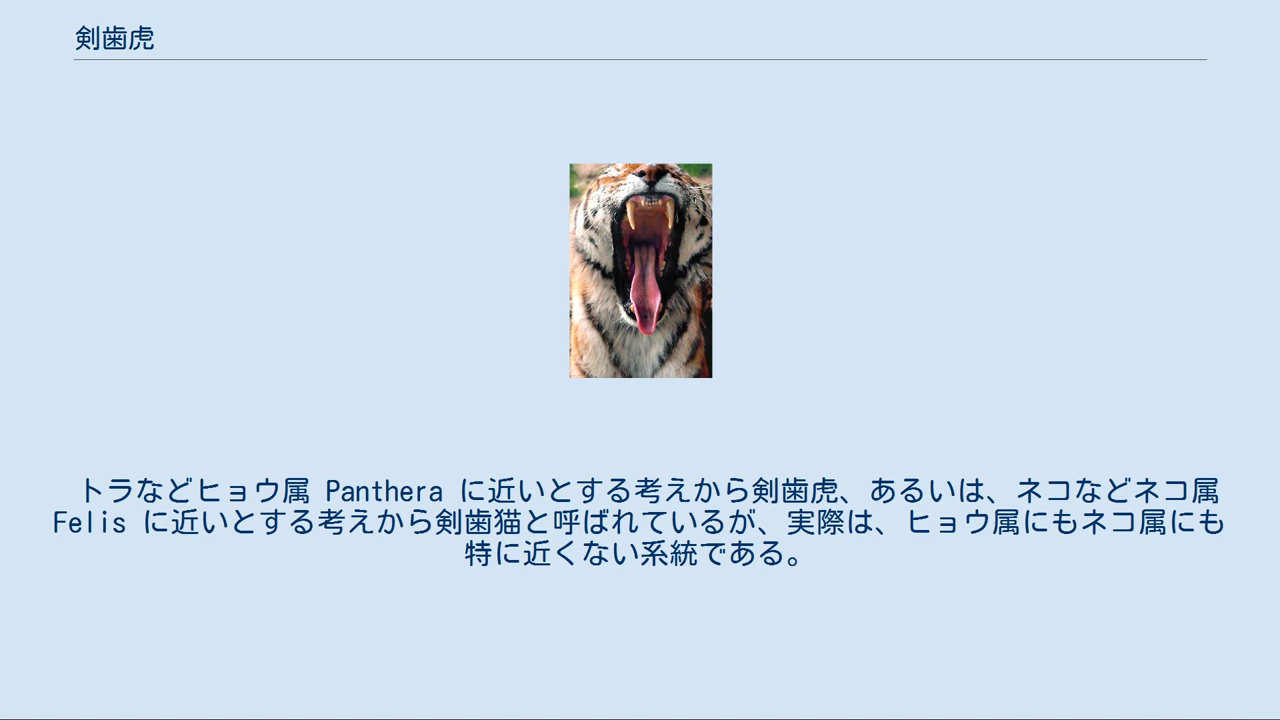 剣歯虎
トラなどヒョウ属 Panthera に近いとする考えから剣歯虎、あるいは、ネコなどネコ属
Felis に近いとする考えから剣歯猫と呼ばれているが、実際は、ヒョウ属にもネコ属にも
特に近くない系統である。